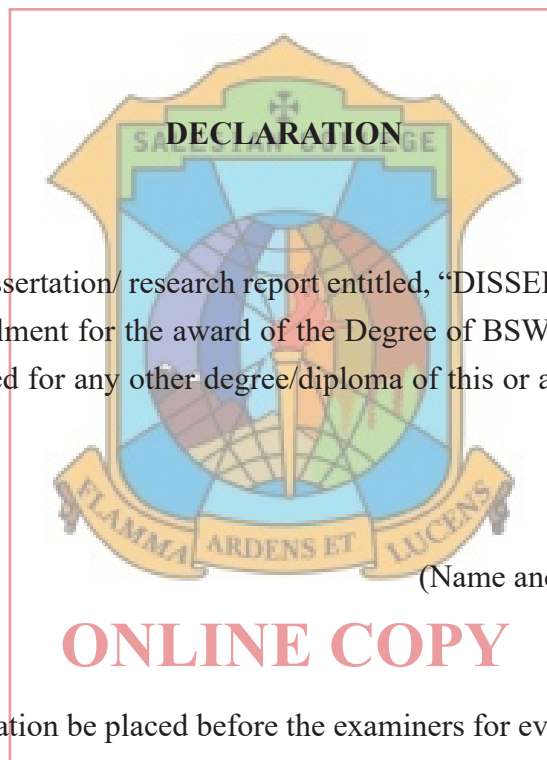 DECLARATION
SALESIAN COLLEGE
ssertation/ research report entitled, “DISSE
lment for the award of the Degree of BSW
ed for any other degree/diploma of this or a
FLAMMA ARDENS ET LUCENS
(Name and
ONLINE COPY
ation be placed before the examiners for ev